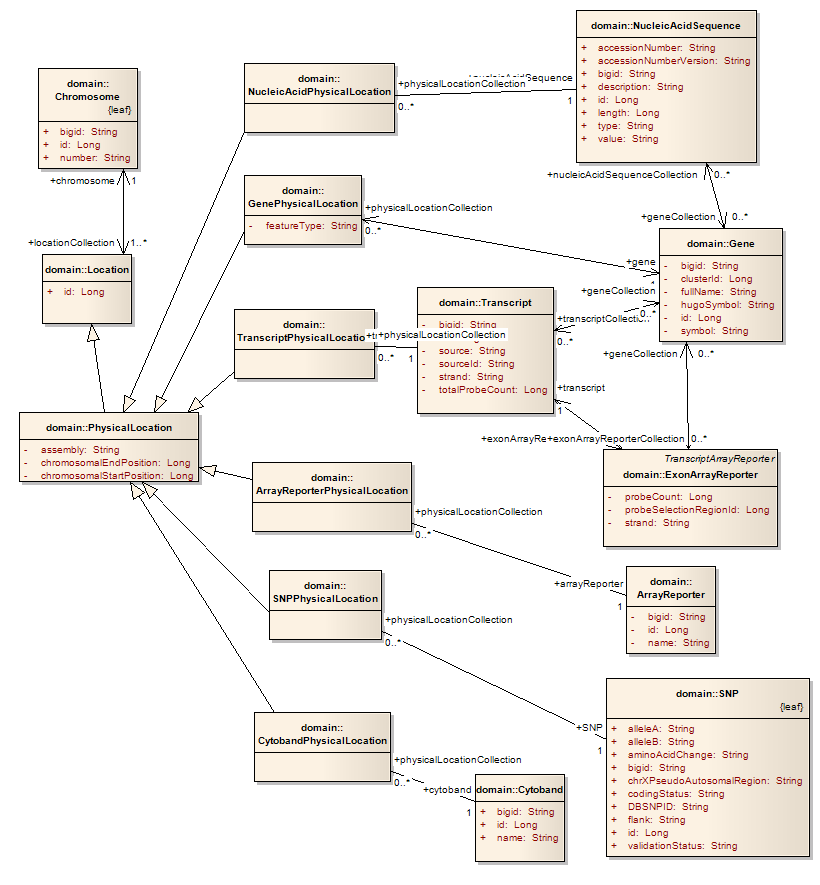 domain::NucleicAcidSequence
+ accessionNumber: String
+ accessionNumberVersion: String
+ bigid: String
+ description: String
+ id: Long
+ length: Long
+ type: String
+ value: String
domain::
NucleicAcidPhysicalLocation
+physicalLocationCollection
0..*
1
domain::
Chromosome
{leaf}
+ bigid: String
+ id: Long
+ number: String
+chromosome
1
+locationCollection
1..*
domain::Location
+ id: Long
domain::
GenePhysicalLocation
- featureType: String
+physicalLocationCollection
0..*
+nucleicAcidSequenceCollection
0..*
+geneCollection
0..*
domain::Gene
- bigid: String
- clusterId: Long
- fullName: String
- hugoSymbol: String
- id: Long
- symbol: String
+gene
+geneCollection
0..*
+transcriptCollection
0..*
+geneCollection
0..*
domain::
TranscriptPhysicalLocation
+physicalLocationCollection
0..*
1
domain::Transcript
- bigid: String
- source: String
- sourceId: String
- strand: String
- totalProbeCount: Long
+transcript
1
+exonArrayRe+exonArrayReporterCollection
0..*
domain::PhysicalLocation
- assembly: String
- chromosomalEndPosition: Long
- chromosomalStartPosition: Long
TranscriptArrayReporter
domain::ExonArrayReporter
- probeCount: Long
- probeSelectionRegionId: Long
- strand: String
domain::
ArrayReporterPhysicalLocation
+physicalLocationCollection
0..*
+arrayReporter
1
domain::
ArrayReporter
- bigid: String
- id: Long
- name: String
domain::
SNPPhysicalLocation
+physicalLocationCollection
0..*
+SNP
1
domain::SNP
{leaf}
+ alleleA: String
+ alleleB: String
+ aminoAcidChange: String
+ bigid: String
+ chrXPseudoAutosomalRegion: String
+ codingStatus: String
+ DBSNPID: String
+ flank: String
+ id: Long
+ validationStatus: String
domain::
CytobandPhysicalLocation
+physicalLocationCollection
0..*
+cytoband
1
domain::Cytoband
+ bigid: String
+ id: Long
+ name: String